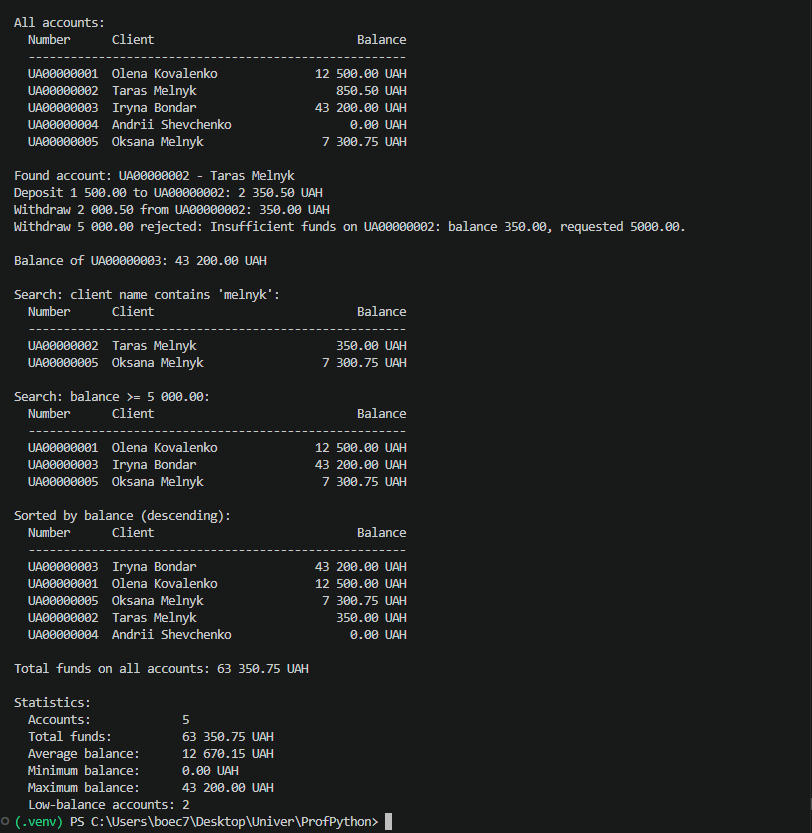 All accounts:
  Number      Client                             Balance
  ------------------------------------------------------
  UA00000001  Olena Kovalenko              12 500.00 UAH
  UA00000002  Taras Melnyk                    850.50 UAH
  UA00000003  Iryna Bondar                 43 200.00 UAH
  UA00000004  Andrii Shevchenko                 0.00 UAH
  UA00000005  Oksana Melnyk                 7 300.75 UAH

Found account: UA00000002 - Taras Melnyk
Deposit 1 500.00 to UA00000002: 2 350.50 UAH
Withdraw 2 000.50 from UA00000002: 350.00 UAH
Withdraw 5 000.00 rejected: Insufficient funds on UA00000002: balance 350.00, requested 5000.00.

Balance of UA00000003: 43 200.00 UAH

Search: client name contains 'melnyk':
  Number      Client                             Balance
  ------------------------------------------------------
  UA00000002  Taras Melnyk                    350.00 UAH
  UA00000005  Oksana Melnyk                 7 300.75 UAH

Search: balance >= 5 000.00:
  Number      Client                             Balance
  ------------------------------------------------------
  UA00000001  Olena Kovalenko              12 500.00 UAH
  UA00000003  Iryna Bondar                 43 200.00 UAH
  UA00000005  Oksana Melnyk                 7 300.75 UAH

Sorted by balance (descending):
  Number      Client                             Balance
  ------------------------------------------------------
  UA00000003  Iryna Bondar                 43 200.00 UAH
  UA00000001  Olena Kovalenko              12 500.00 UAH
  UA00000005  Oksana Melnyk                 7 300.75 UAH
  UA00000002  Taras Melnyk                    350.00 UAH
  UA00000004  Andrii Shevchenko                 0.00 UAH

Total funds on all accounts: 63 350.75 UAH

Statistics:
  Accounts:             5
  Total funds:          63 350.75 UAH
  Average balance:      12 670.15 UAH
  Minimum balance:      0.00 UAH
  Maximum balance:      43 200.00 UAH
  Low-balance accounts: 2
(.venv) PS C:\Users\boec7\Desktop\Univer\ProfPython>